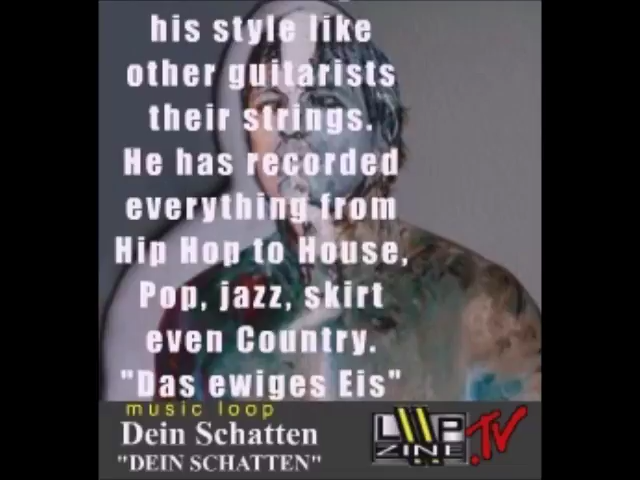 his style like
other guitarists
their strings.
He has recorded
everything from
Hip Hop to House,
Pop, jazz, skirt
even Country.
"Das ewiges Eis"
music loop
Dein Schatten
"DEIN SCHATTEN"
LOOP
ZINE.TV